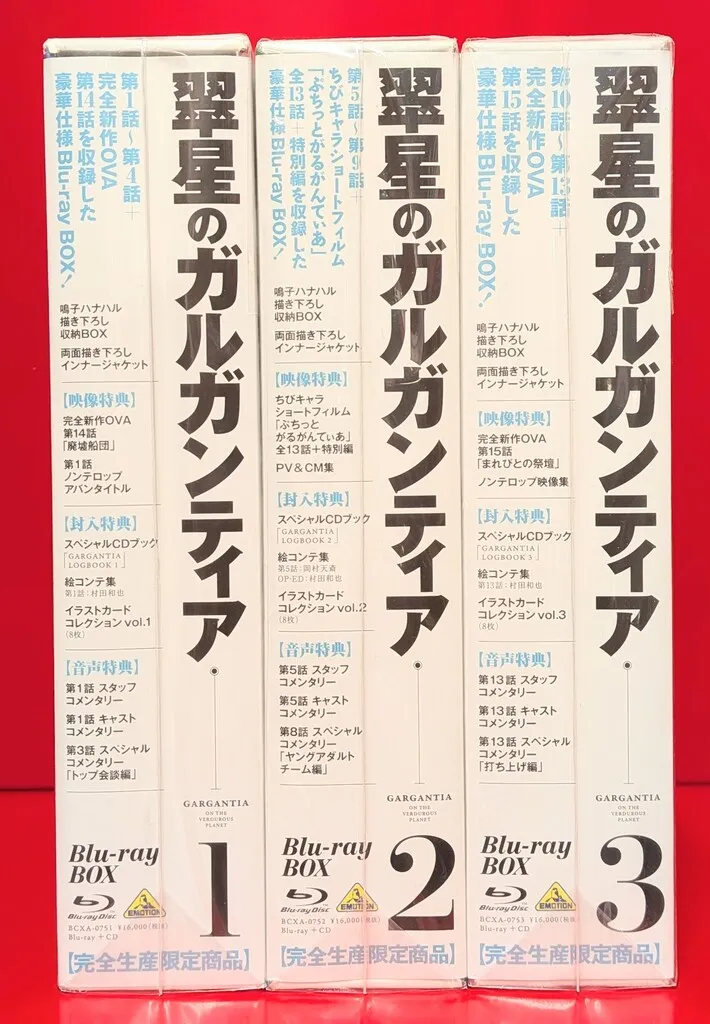 第1話～第4話＋
完全新作OVA
第14話を収録した
豪華仕様Blu-ray BOX!
鳴子ハナハル
描き下ろし
収納BOX
両面描き下ろし
インナージャケット
【映像特典】
完全新作OVA
第14話
「廃墟船団」
第1話
ノンテロップ
アバンタイトル
【封入特典】
スペシャルCDブック
「GARGANTIA
LOGBOOK 1」
絵コンテ集
第1話:村田和也
イラストカード
コレクション vol.1
(8枚)
【音声特典】
第1話 スタッフ
コメンタリー
第1話 キャスト
コメンタリー
第3話 スペシャル
コメンタリー
「トップ会談編」
Blu-ray
BOX
Blu-ray Disc
EMOTION
BCXA-0751 ¥16,000(税抜)
Blu-ray+CD
翠星のガルガンティア
GARGANTIA
ON THE
VERDUROUS
PLANET
1
【完全生産限定商品】
第5話～第9話＋
ちびキャラショートフィルム
「ぷちっとがるがんてぃあ」
全13話＋特別編を収録した
豪華仕様Blu-ray BOX!
鳴子ハナハル
描き下ろし
収納BOX
両面描き下ろし
インナージャケット
【映像特典】
ちびキャラ
ショートフィルム
「ぷちっと
がるがんてぃあ」
全13話＋特別編
PV&CM集
【封入特典】
スペシャルCDブック
「GARGANTIA
LOGBOOK 2」
絵コンテ集
第5話:岡村天斎
OP・ED:村田和也
イラストカード
コレクション vol.2
(8枚)
【音声特典】
第5話 スタッフ
コメンタリー
第5話 キャスト
コメンタリー
第8話 スペシャル
コメンタリー
「ヤングアダルト
チーム編」
Blu-ray
BOX
Blu-ray Disc
EMOTION
BCXA-0752 ¥16,000(税抜)
Blu-ray+CD
翠星のガルガンティア
GARGANTIA
ON THE
VERDUROUS
PLANET
2
【完全生産限定商品】
第10話～第13話＋
完全新作OVA
第15話を収録した
豪華仕様Blu-ray BOX!
鳴子ハナハル
描き下ろし
収納BOX
両面描き下ろし
インナージャケット
【映像特典】
完全新作OVA
第15話
「まれびとの祭壇」
ノンテロップ映像集
【封入特典】
スペシャルCDブック
「GARGANTIA
LOGBOOK 3」
絵コンテ集
第13話:村田和也
イラストカード
コレクション vol.3
(8枚)
【音声特典】
第13話 スタッフ
コメンタリー
第13話 キャスト
コメンタリー
第13話 スペシャル
コメンタリー
「打ち上げ編」
Blu-ray
BOX
Blu-ray Disc
EMOTION
BCXA-0753 ¥16,000(税抜)
Blu-ray+CD
翠星のガルガンティア
GARGANTIA
ON THE
VERDUROUS
PLANET
3
【完全生産限定商品】